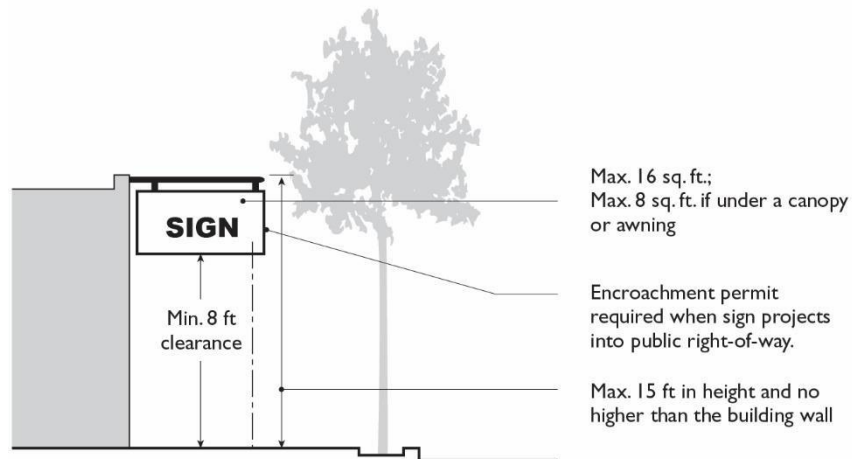 Max. 16 sq. ft.;
Max. 8 sq. ft. if under a canopy
or awning
SIGN
Encroachment permit
required when sign projects
into public right-of-way.
Min. 8 ft
clearance
Max. 15 ft in height and no
higher than the building wall